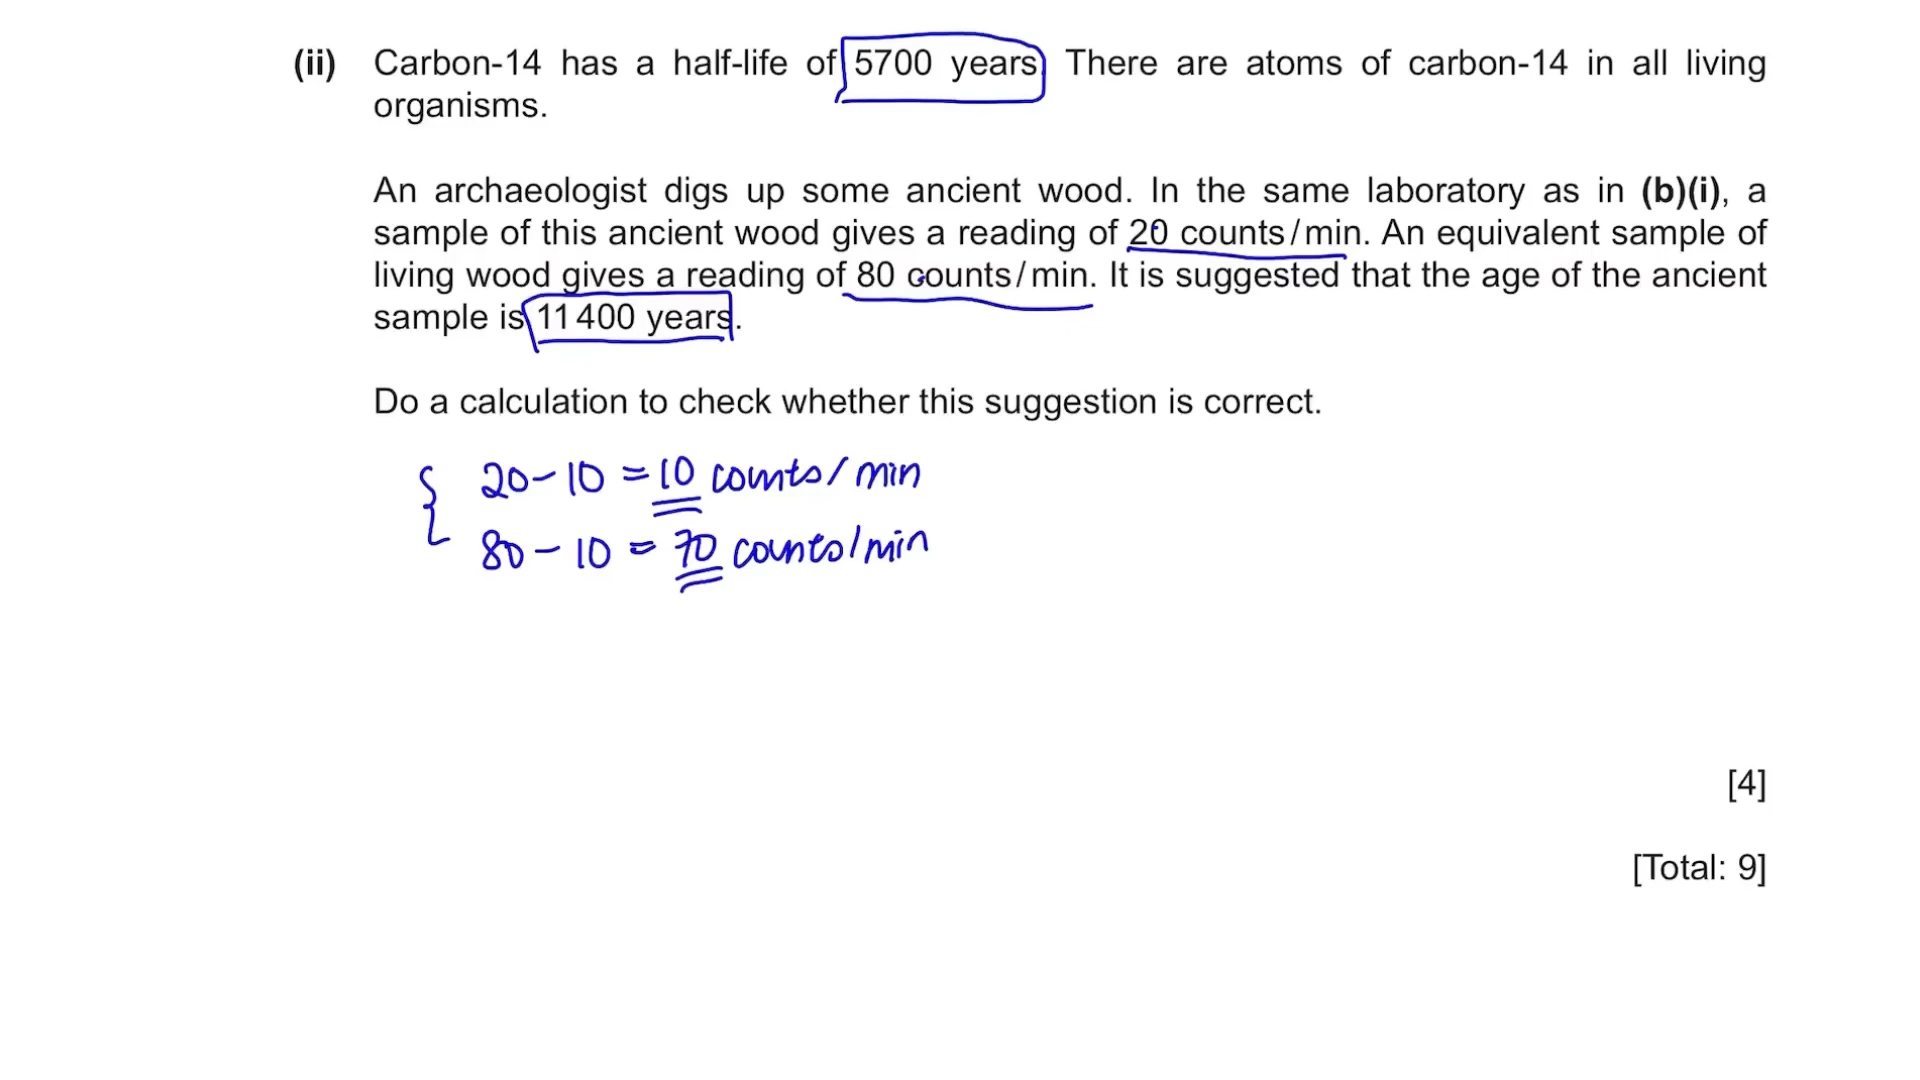 (ii) Carbon-14 has a half-life of 5700 years. There are atoms of carbon-14 in all living
organisms.
An archaeologist digs up some ancient wood. In the same laboratory as in (b)(i), a
sample of this ancient wood gives a reading of 20 counts/min. An equivalent sample of
living wood gives a reading of 80 counts/min. It is suggested that the age of the ancient
sample is 11 400 years.
Do a calculation to check whether this suggestion is correct.
20 - 10 = 10 counts/min
80 - 10 = 70 counts/min
[4]
[Total: 9]